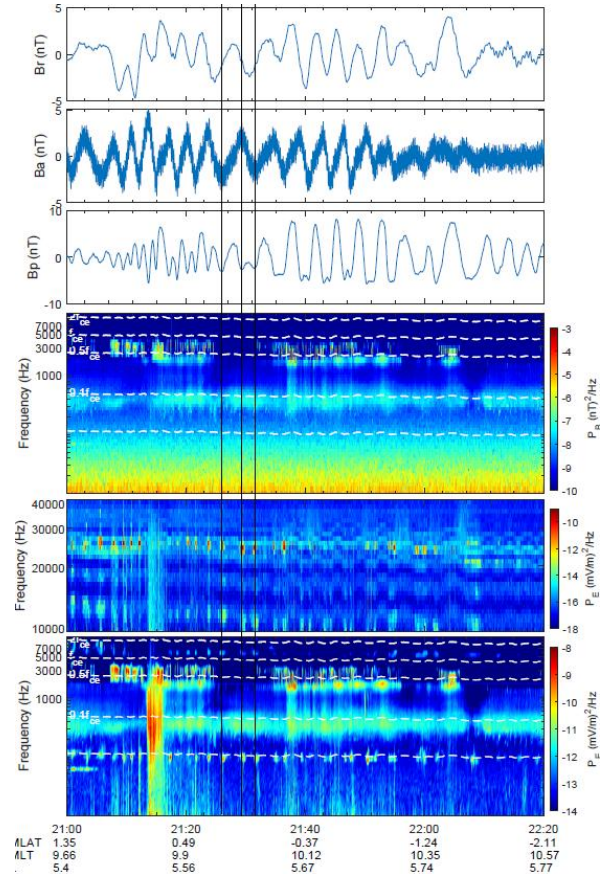 5
Br (nT)
0
5
5
Ba (nT)
0
-5
10
Bp (nT)
0
-10
2f_ce
7000
5000
f_ce
3000
0.5f_ce
1000
0.1f_ce
Frequency (Hz)
-3
-4
-5
-6
-7
-8
-9
-10
P_B (nT)²/Hz
40000
30000
20000
10000
Frequency (Hz)
-10
-12
-14
-16
-18
P_E (mV/m)²/Hz
2f_ce
7000
5000
f_ce
0.5f_ce
1000
0.1f_ce
Frequency (Hz)
-8
-9
-10
-11
-12
-13
-14
P_E (mV/m)²/Hz
21:00 21:20 21:40 22:00 22:20
MLAT 1.35 0.49 -0.37 -1.24 -2.11
MLT 9.66 9.9 10.12 10.35 10.57
5.4 5.56 5.67 5.74 5.77